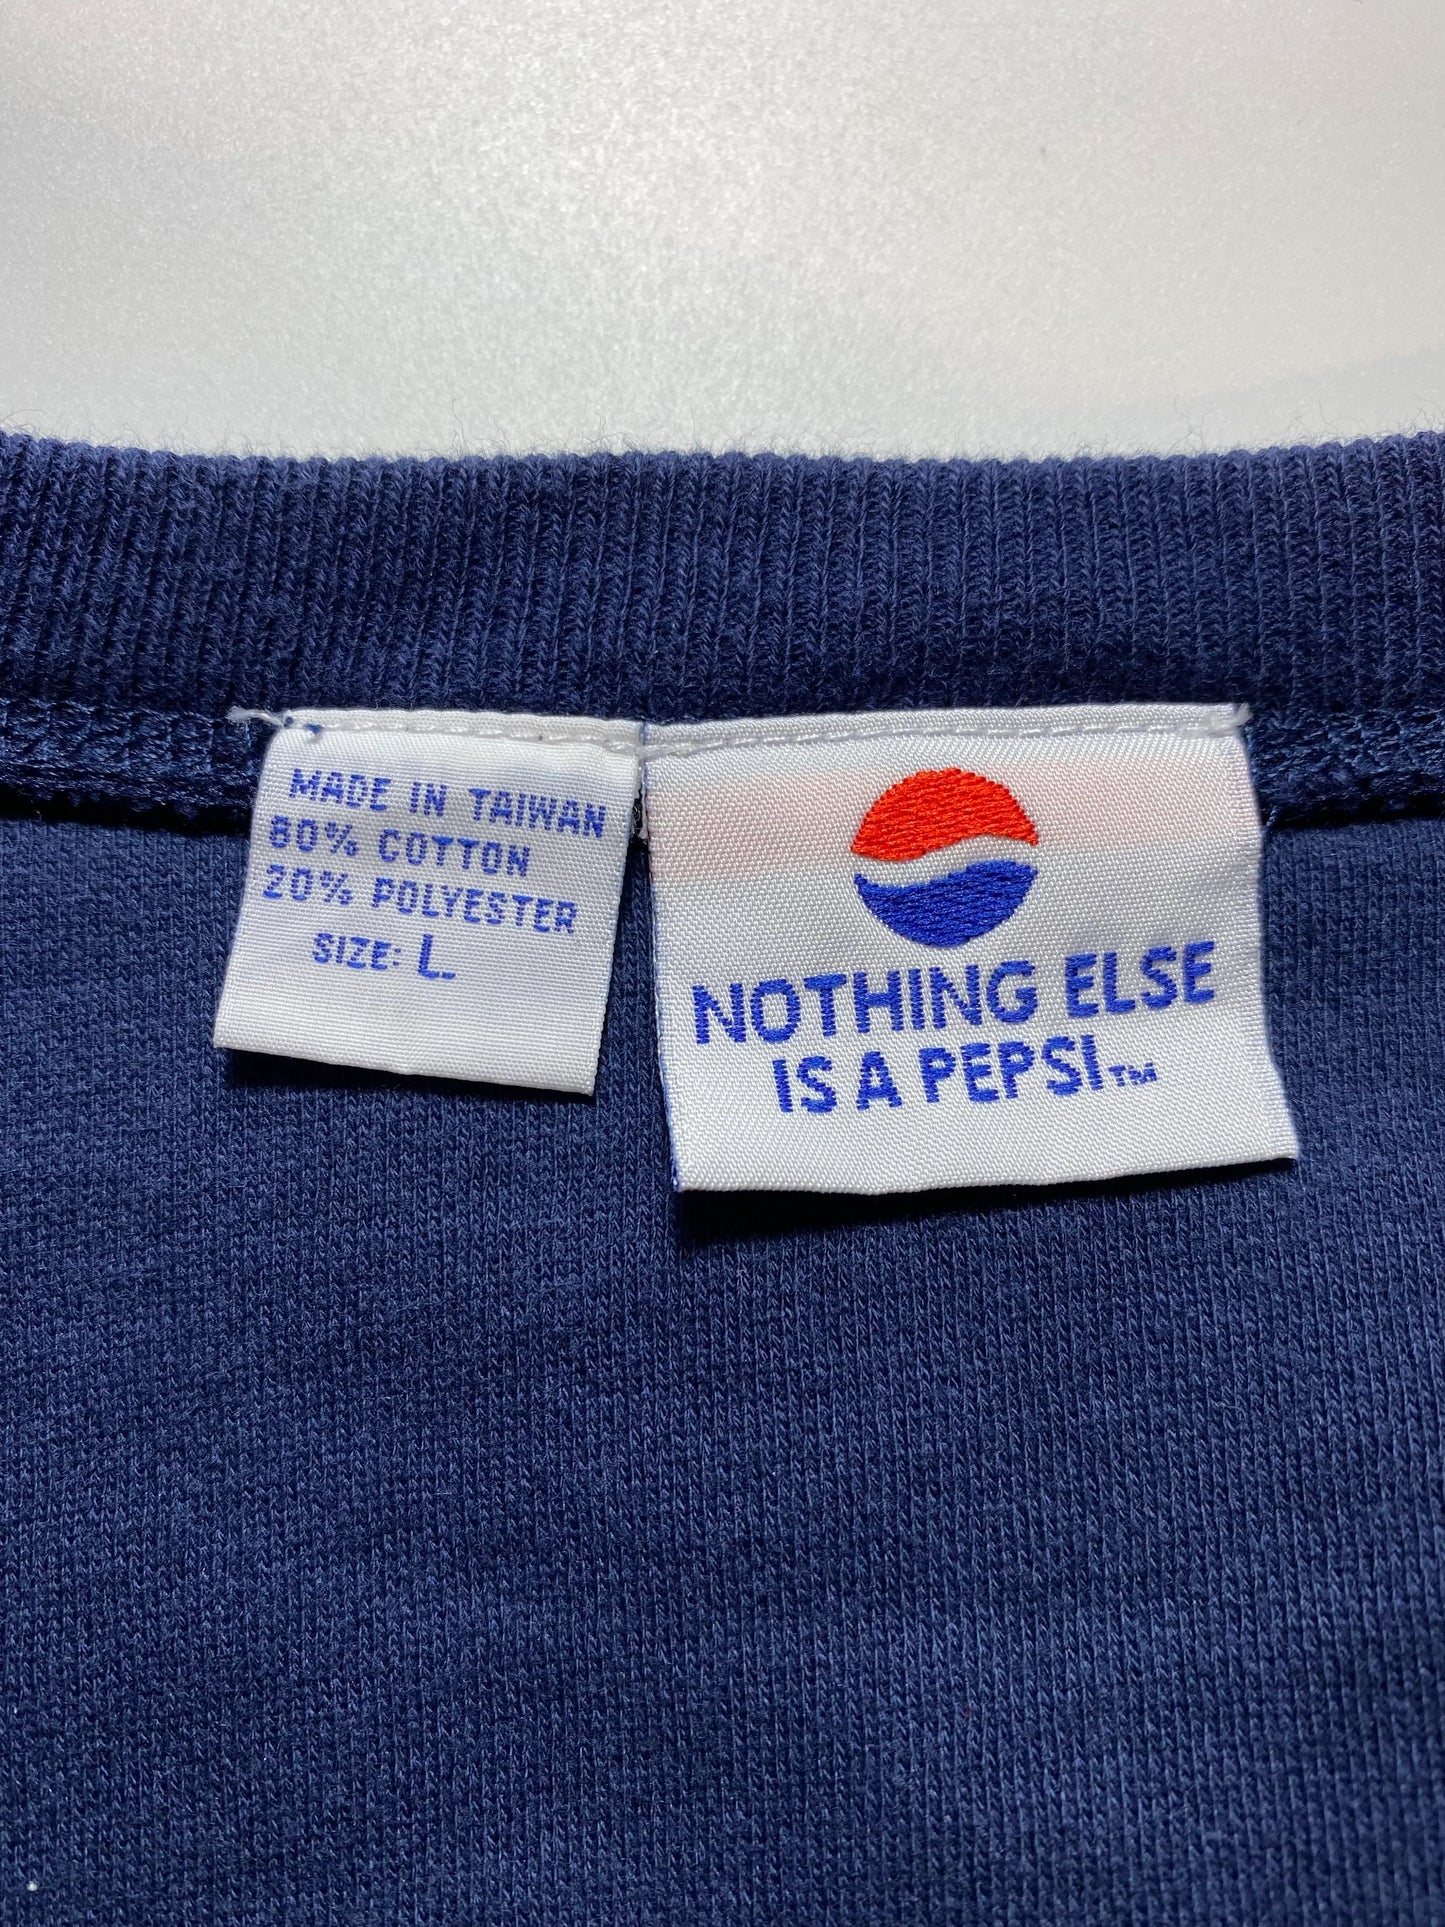 MADE IN TAIWAN
80% COTTON
20% POLYESTER
SIZE: L.
NOTHING ELSE
IS A PEPSI™